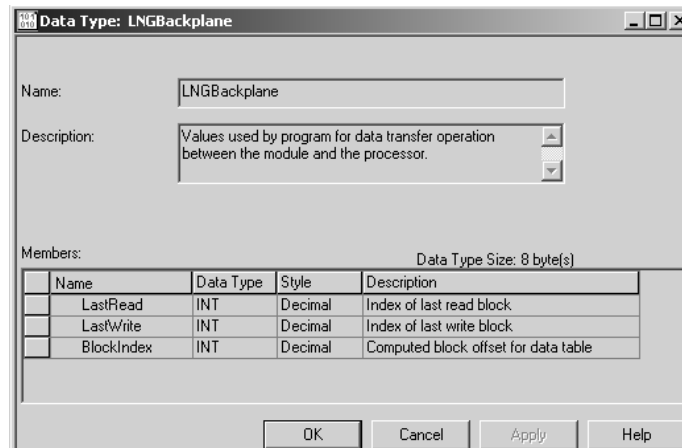 Data Type: LNGBackplane
Name: LNGBackplane
Description: Values used by program for data transfer operation
between the module and the processor.
Members: Data Type Size: 8 byte(s)
Name Data Type Style Description
LastRead INT Decimal Index of last read block
LastWrite INT Decimal Index of last write block
BlockIndex INT Decimal Computed block offset for data table
OK Cancel Apply Help